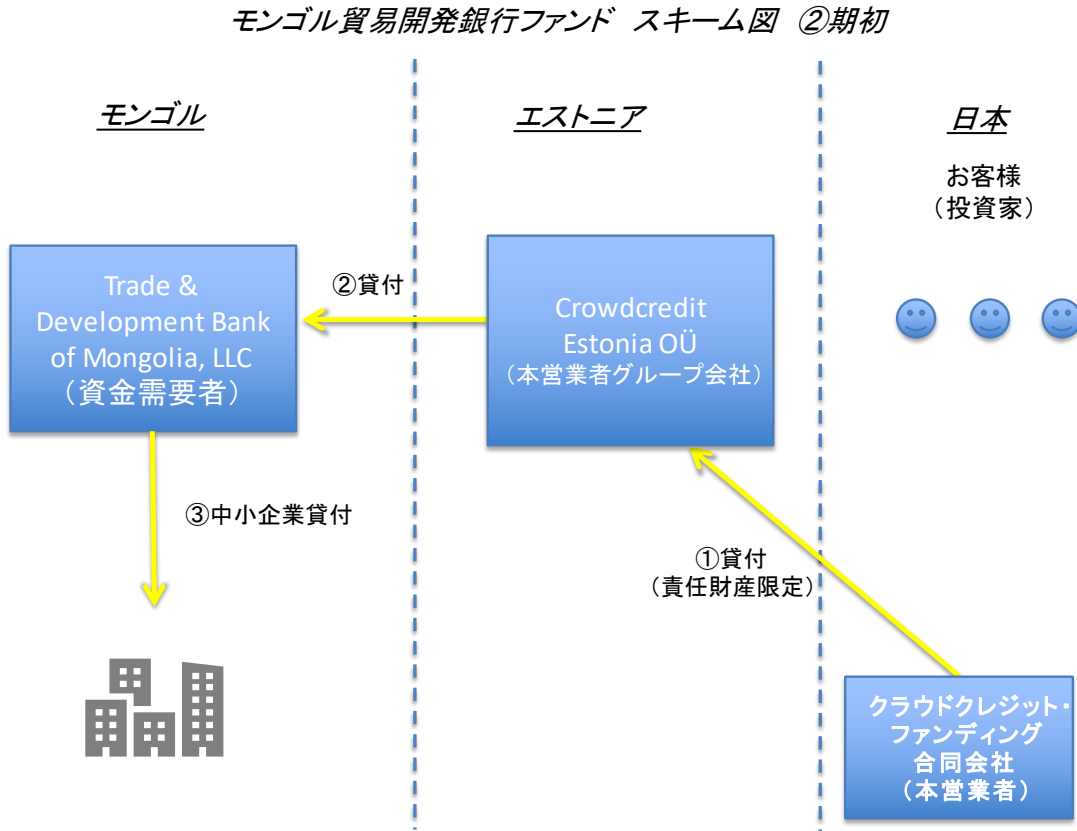 モンゴル貿易開発銀行ファンド スキーム図 ②期初
モンゴル
エストニア
日本
お客様
（投資家）
Trade &
Development Bank
of Mongolia, LLC
（資金需要者）
②貸付
Crowdcredit
Estonia OÜ
（本営業者グループ会社）
③中小企業貸付
①貸付
（責任財産限定）
クラウドクレジット・
ファンディング
合同会社
（本営業者）